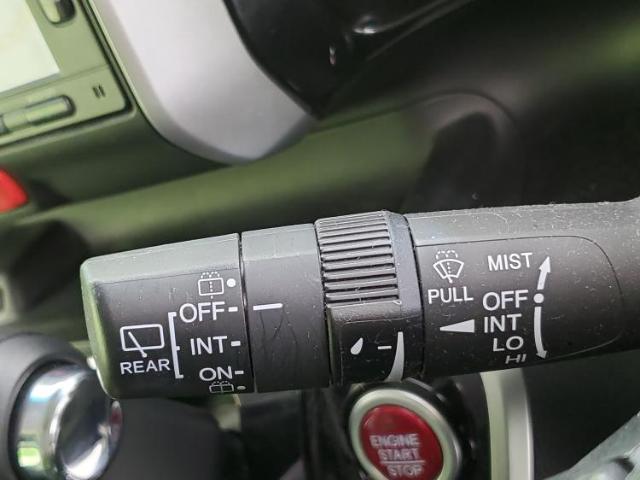 OFF
INT
ON
REAR
PULL
MIST
OFF
INT
LO
HI
ENGINE
START
STOP